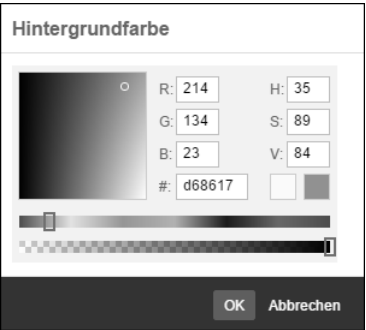 Hintergrundfarbe
R: 214 H: 35
G: 134 S: 89
B: 23 V: 84
#: d68617
OK Abbrechen